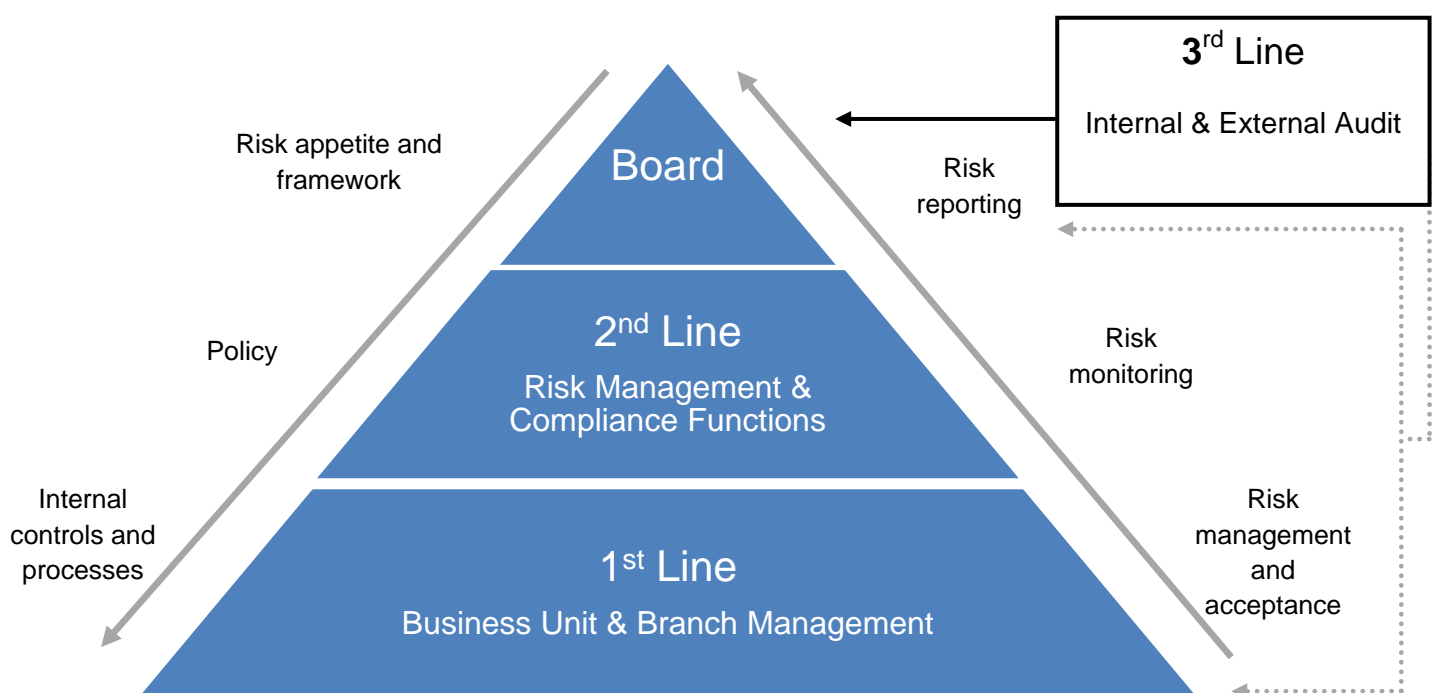 3rd Line
Internal & External Audit
Risk appetite and
framework
Board
Risk
reporting
2nd Line
Risk Management &
Compliance Functions
Policy
Risk
monitoring
Internal
controls and
processes
1st Line
Business Unit & Branch Management
Risk
management
and
acceptance